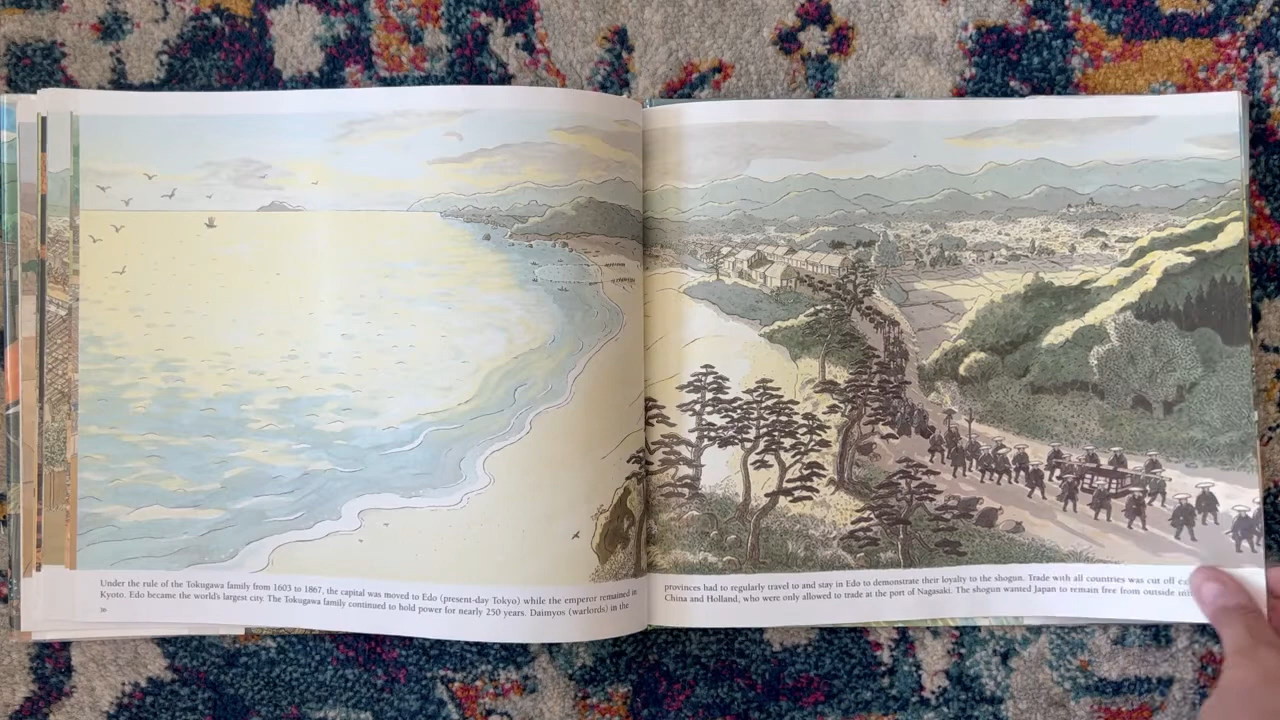 Under the rule of the Tokugawa family from 1603 to 1867, the capital was moved to Edo (present-day Tokyo) while the emperor remained in
Kyoto. Edo became the world's largest city. The Tokugawa family continued to hold power for nearly 250 years. Daimyos (warlords) in the
36
provinces had to regularly travel to and stay in Edo to demonstrate their loyalty to the shogun. Trade with all countries was cut off
China and Holland, who were only allowed to trade at the port of Nagasaki. The shogun wanted Japan to remain free from outside